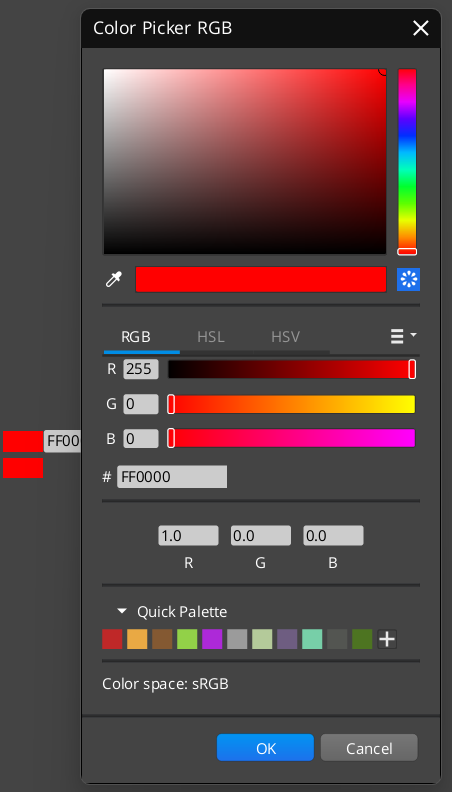 Color Picker RGB
RGB HSL HSV
R 255
G 0
FF00
B 0
# FF0000
1.0 0.0 0.0
R G B
Quick Palette
Color space: sRGB
OK Cancel